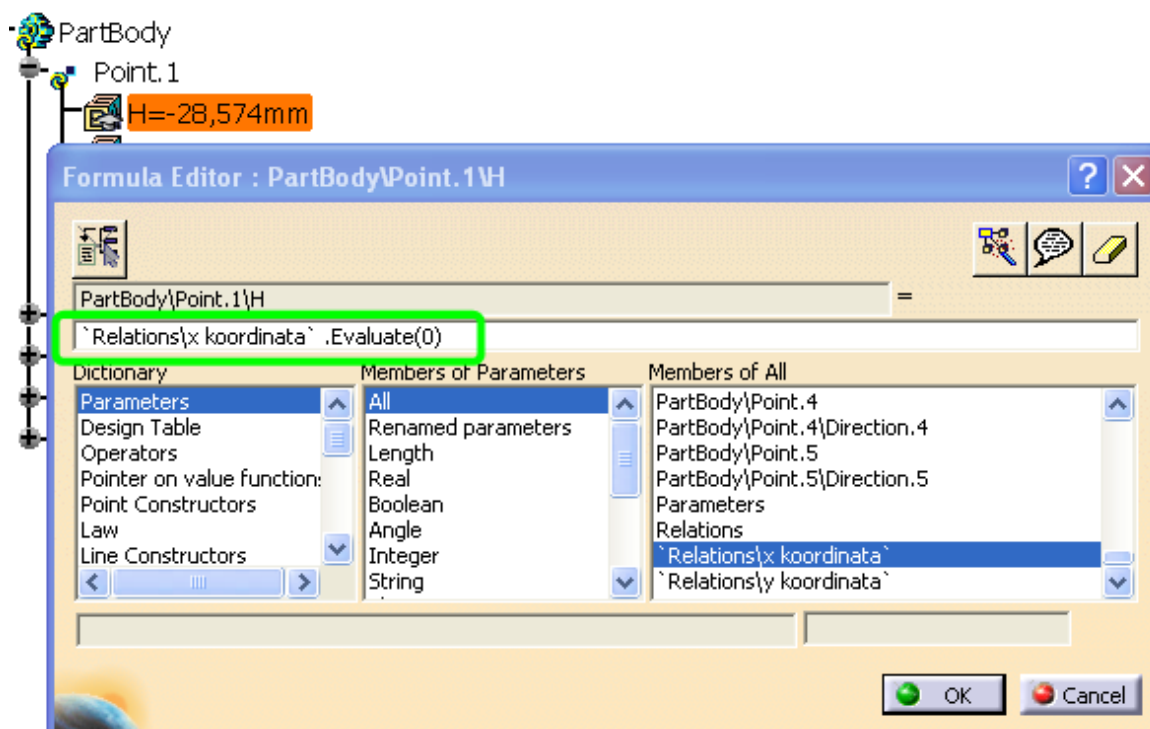 PartBody
Point.1
H=-28,574mm
Formula Editor : PartBody\Point.1\H
PartBody\Point.1\H =
`Relations\x koordinata` .Evaluate(0)
Dictionary Members of Parameters Members of All
Parameters All PartBody\Point.4
Design Table Renamed parameters PartBody\Point.4\Direction.4
Operators Length PartBody\Point.5
Pointer on value function: Real PartBody\Point.5\Direction.5
Point Constructors Boolean Parameters
Law Angle Relations
Line Constructors Integer `Relations\x koordinata`
String `Relations\y koordinata`
OK Cancel